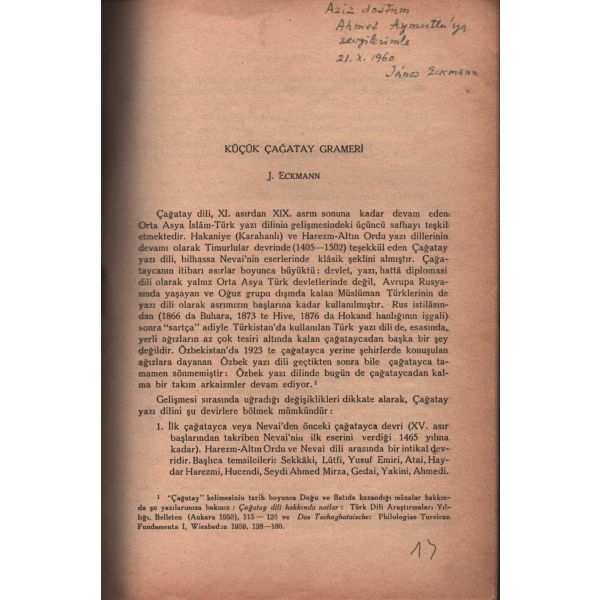 Aziz dostum
Ahmet Aymutlu'ya
sevgilerimle
21. X. 1960.
János Eckmann
KÜÇÜK ÇAĞATAY GRAMERİ
J. ECKMANN
Çağatay dili, XI. asırdan XIX. asrın sonuna kadar devam eden
Orta Asya İslâm-Türk yazı dilinin gelişmesindeki üçüncü safhayı teşkil
etmektedir. Hakaniye (Karahanlı) ve Harezm-Altın Ordu yazı dillerinin
devamı olarak Timurlular devrinde (1405—1502) teşekkül eden Çağatay
yazı dili, bilhassa Nevai'nin eserlerinde klâsik şeklini almıştır. Çağa-
taycanın itibarı asırlar boyunca büyüktü : devlet, yazı, hattâ diplomasi
dili olarak yalnız Orta Asya Türk devletlerinde değil, Avrupa Rusya-
sında yaşayan ve Oğuz grupu dışında kalan Müslüman Türklerinin de
yazı dili olarak asrımızın başlarına kadar kullanılmıştır. Rus istilâsın-
dan (1866 da Buhara, 1873 te Hive, 1876 da Hokand hanlığının işgali)
sonra "sartça" adiyle Türkistan'da kullanılan Türk yazı dili de, esasında,
yerli ağızların az çok tesiri altında kalan çağataycadan başka bir şey
değildir. Özbekistan'da 1923 te çağatayca yerine şehirlerde konuşulan
ağızlara dayanan Özbek yazı dili geçtikten sonra bile çağatayca ta-
mamen sönmemiştir : Özbek yazı dilinde bugün de çağataycadan kal-
ma bir takım arkaizmler devam ediyor. ¹
Gelişmesi sırasında uğradığı değişiklikleri dikkate alarak, Çağatay
yazı dilini şu devirlere bölmek mümkündür :
1. İlk çağatayca veya Nevai'den önceki çağatayca devri (XV. asır
başlarından takriben Nevai'nin ilk eserini verdiği 1465 yılına
kadar). Harezm-Altın Ordu ve Nevai dili arasında bir intikal dev-
ridir. Başlıca temsilcileri : Sekkâki, Lûtfi, Yusuf Emiri, Atai, Hay-
dar Harezmi, Hucendi, Seydi Ahmed Mirza, Gedai, Yakini, Ahmedi.
¹ "Çağatay" kelimesinin tarih boyunca Doğu ve Batıda kazandığı mânalar hakkın-
da şu yazılarımıza bakınız : Çağatay dili hakkında notlar : Türk Dili Araştırmaları Yıl-
lığı, Belleten (Ankara 1958), 115— 126 ve Das Tschaghataische: Philologiae Turcicae
Fundamenta I, Wiesbaden 1959, 138—160.
17